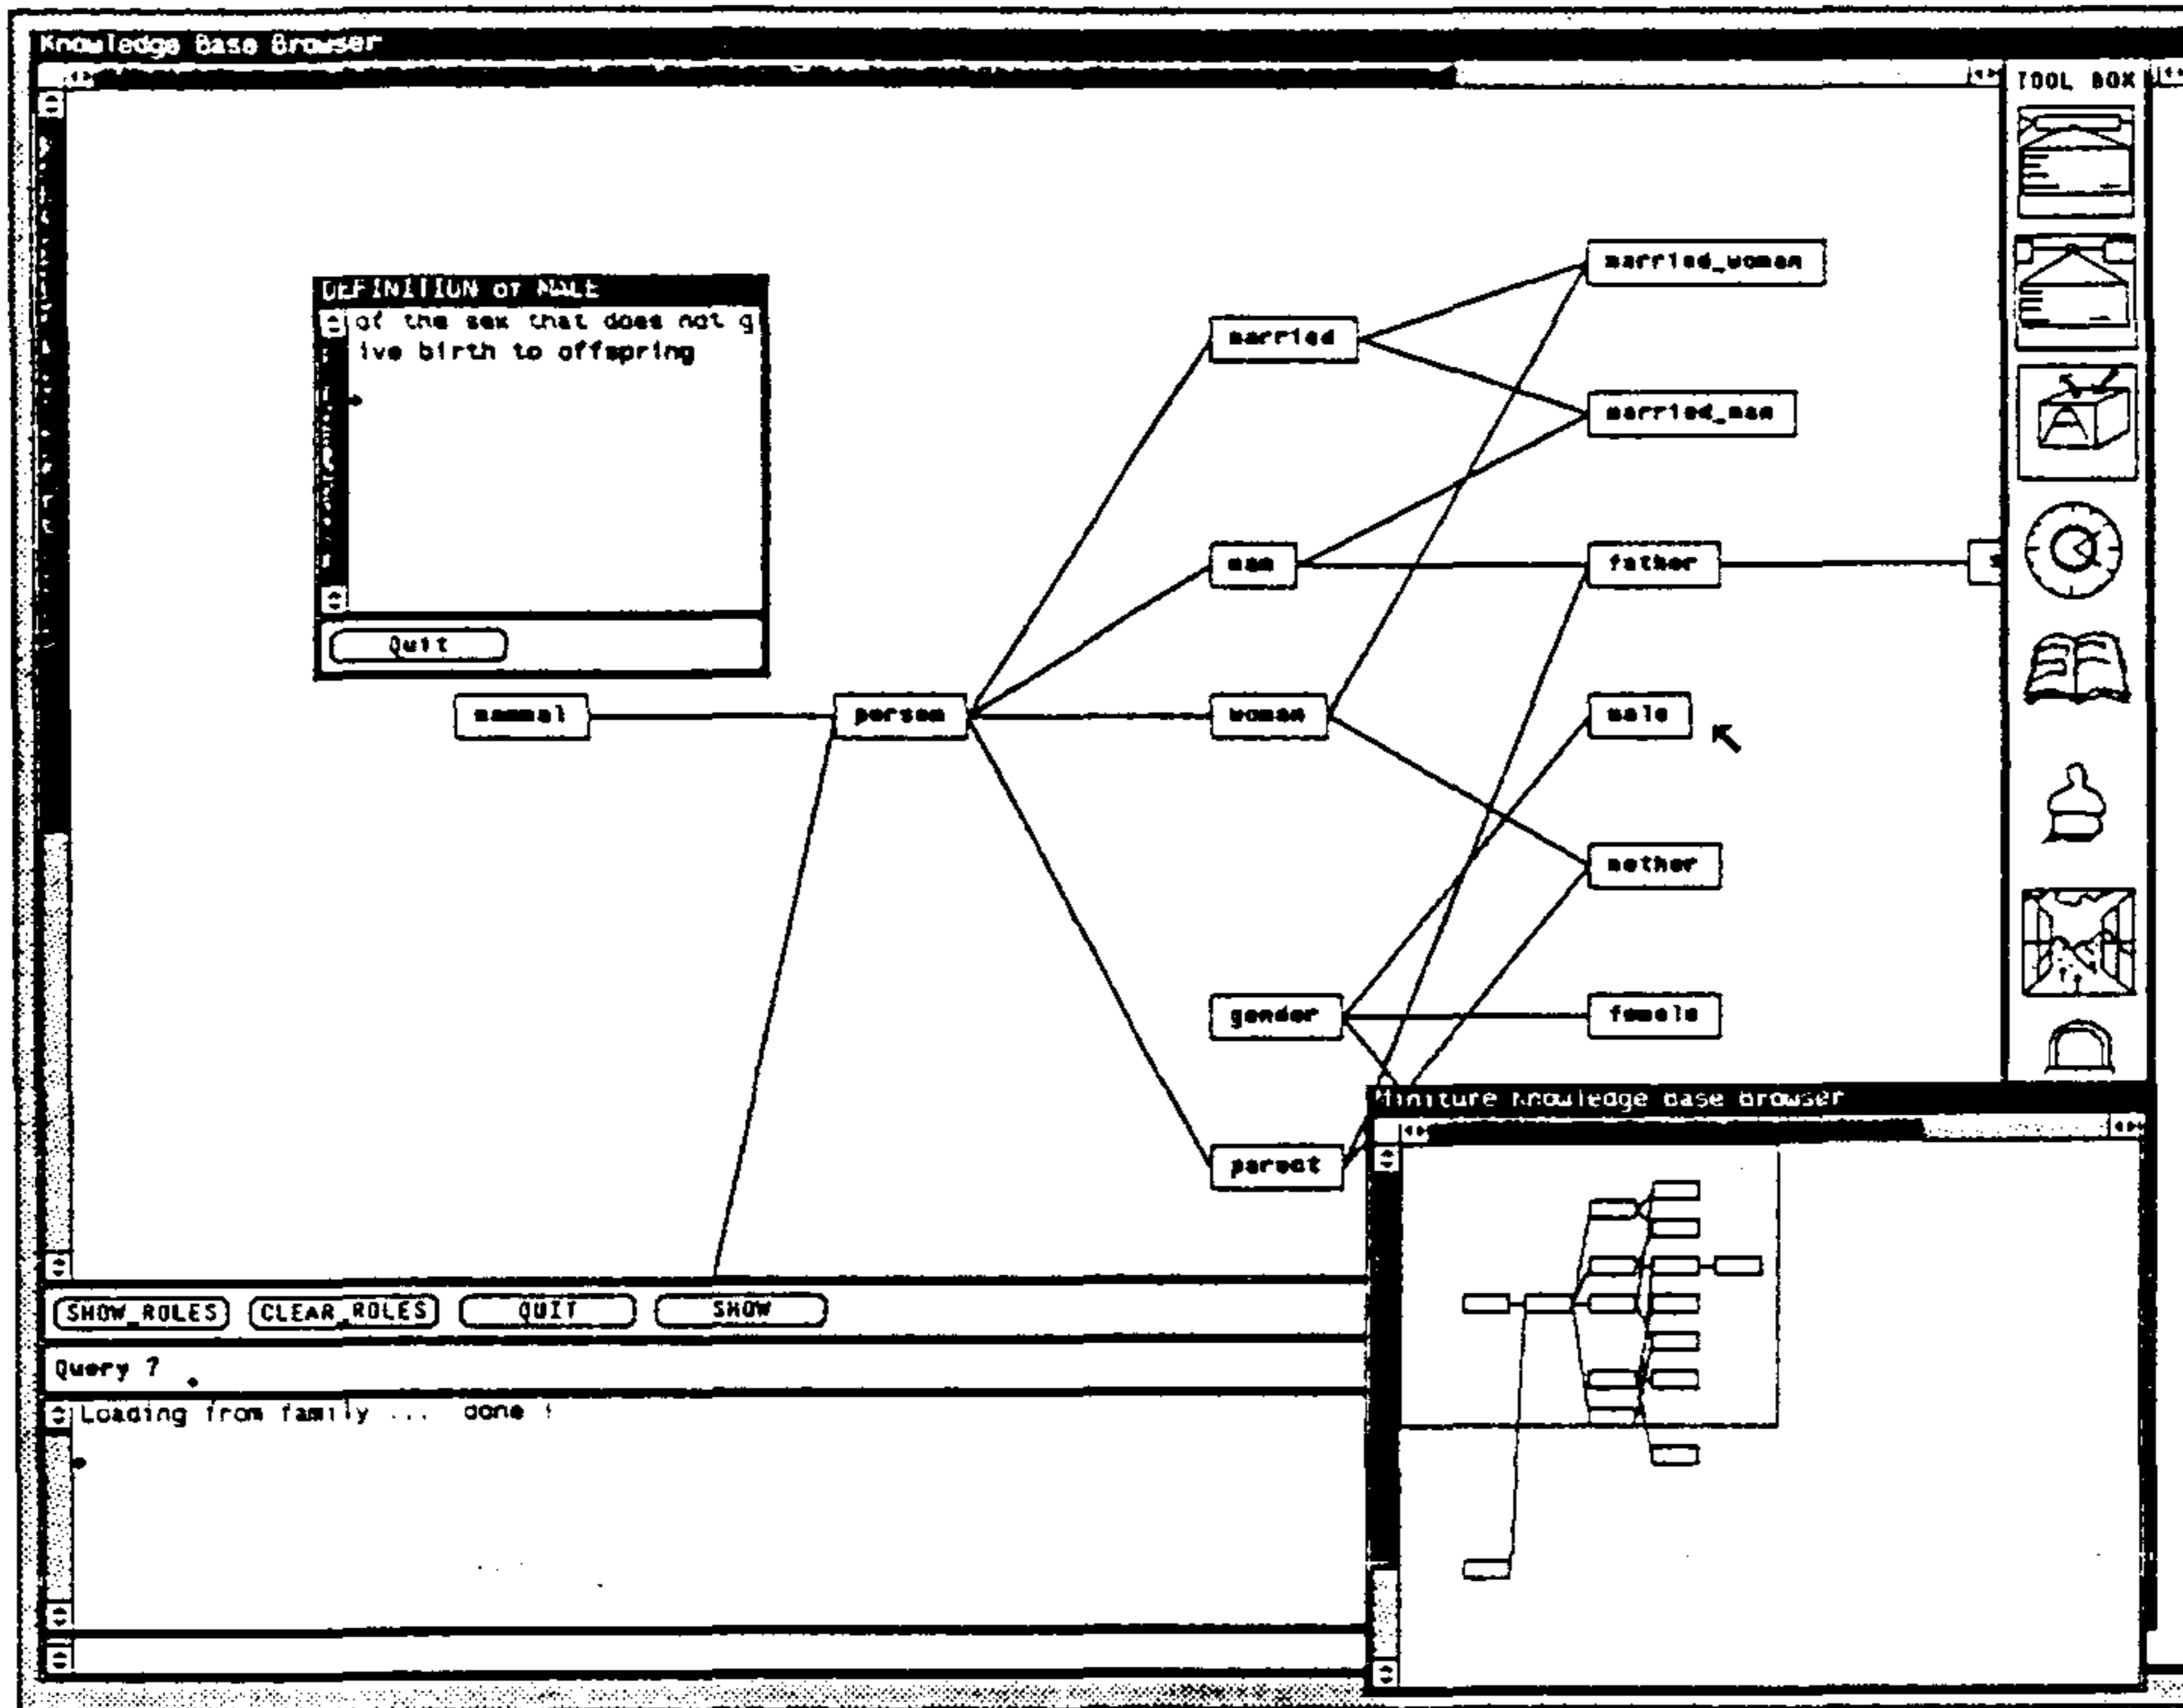 Knowledge Base Browser
TOOL BOX
DEFINITION of MALE
of the sex that does not g
ive birth to offspring
Quit
married_woman
married
married_man
man
father
mammal
person
woman
male
mother
gender
female
parent
Miniture Knowledge Base Browser
SHOW_ROLES
CLEAR_ROLES
QUIT
SHOW
Query ?
Loading from family ... done !